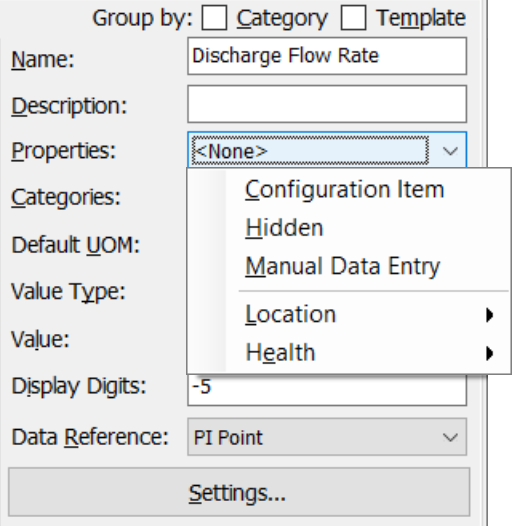 Group by: Category Template
Name: Discharge Flow Rate
Description:
Properties: <None>
Configuration Item
Categories:
Hidden
Default UOM:
Manual Data Entry
Value Type:
Location
Value:
Health
Display Digits: -5
Data Reference: PI Point
Settings...